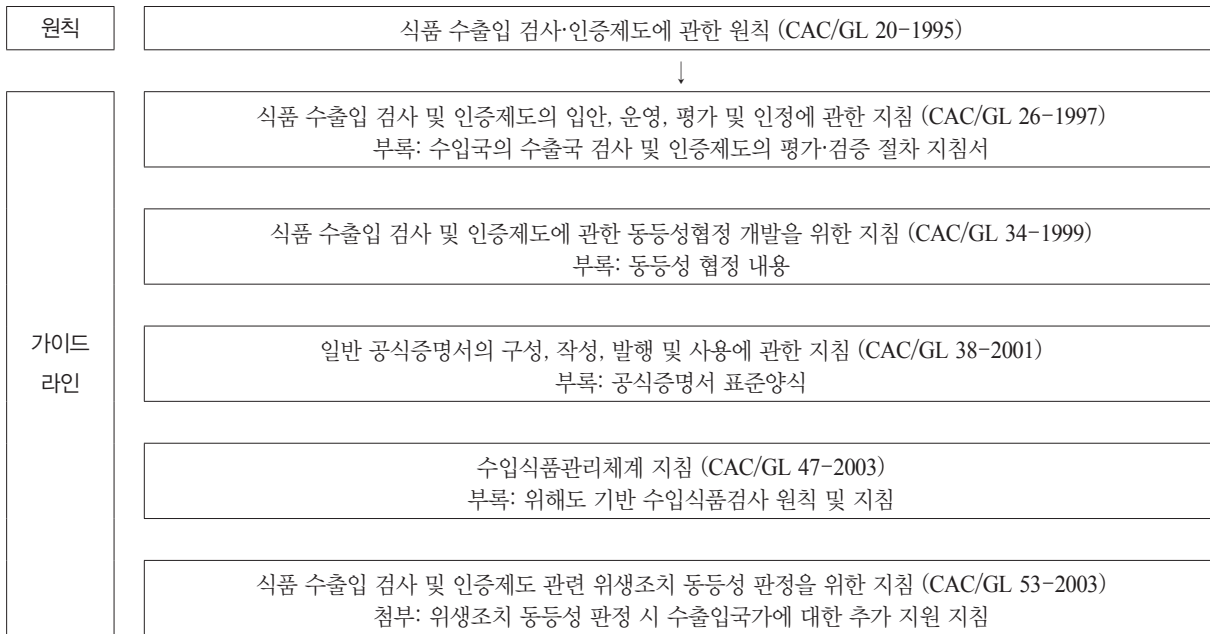 원칙
식품 수출입 검사·인증제도에 관한 원칙 (CAC/GL 20-1995)
↓
가이드
라인
식품 수출입 검사 및 인증제도의 입안, 운영, 평가 및 인정에 관한 지침 (CAC/GL 26-1997)
부록: 수입국의 수출국 검사 및 인증제도의 평가·검증 절차 지침서
식품 수출입 검사 및 인증제도에 관한 동등성협정 개발을 위한 지침 (CAC/GL 34-1999)
부록: 동등성 협정 내용
일반 공식증명서의 구성, 작성, 발행 및 사용에 관한 지침 (CAC/GL 38-2001)
부록: 공식증명서 표준양식
수입식품관리체계 지침 (CAC/GL 47-2003)
부록: 위해도 기반 수입식품검사 원칙 및 지침
식품 수출입 검사 및 인증제도 관련 위생조치 동등성 판정을 위한 지침 (CAC/GL 53-2003)
첨부: 위생조치 동등성 판정 시 수출입국가에 대한 추가 지원 지침